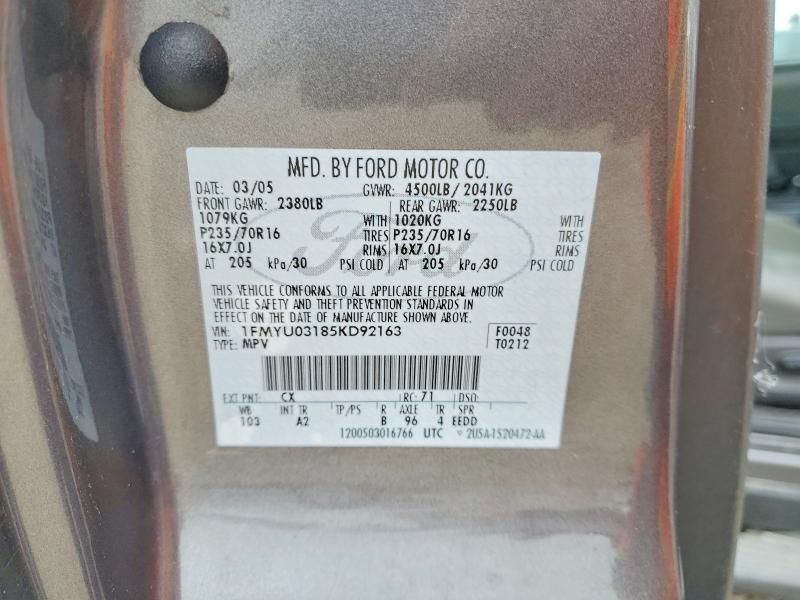 MFD. BY FORD MOTOR CO.
DATE: 03/05 GVWR: 4500LB/ 2041KG
FRONT GAWR: 2380LB REAR GAWR: 2250LB
1079KG WITH 1020KG WITH
P235/70R16 TIRES P235/70R16 TIRES
16X7.0J RIMS 16X7.0J RIMS
AT 205 kPa/30 PSI COLD AT 205 kPa/30 PSI COLD
Ford
THIS VEHICLE CONFORMS TO ALL APPLICABLE FEDERAL MOTOR
VEHICLE SAFETY AND THEFT PREVENTION STANDARDS IN
EFFECT ON THE DATE OF MANUFACTURE SHOWN ABOVE.
VIN: 1FMYU03185KD92163 F0048
TYPE: MPV T0212
EXT PNT: CX RC: 71 DSO:
WB INT TR TP/PS R AXLE TR SPR
103 A2 B 96 4 EEDD
1200503016766 UTC 2U5A-1520472-AA